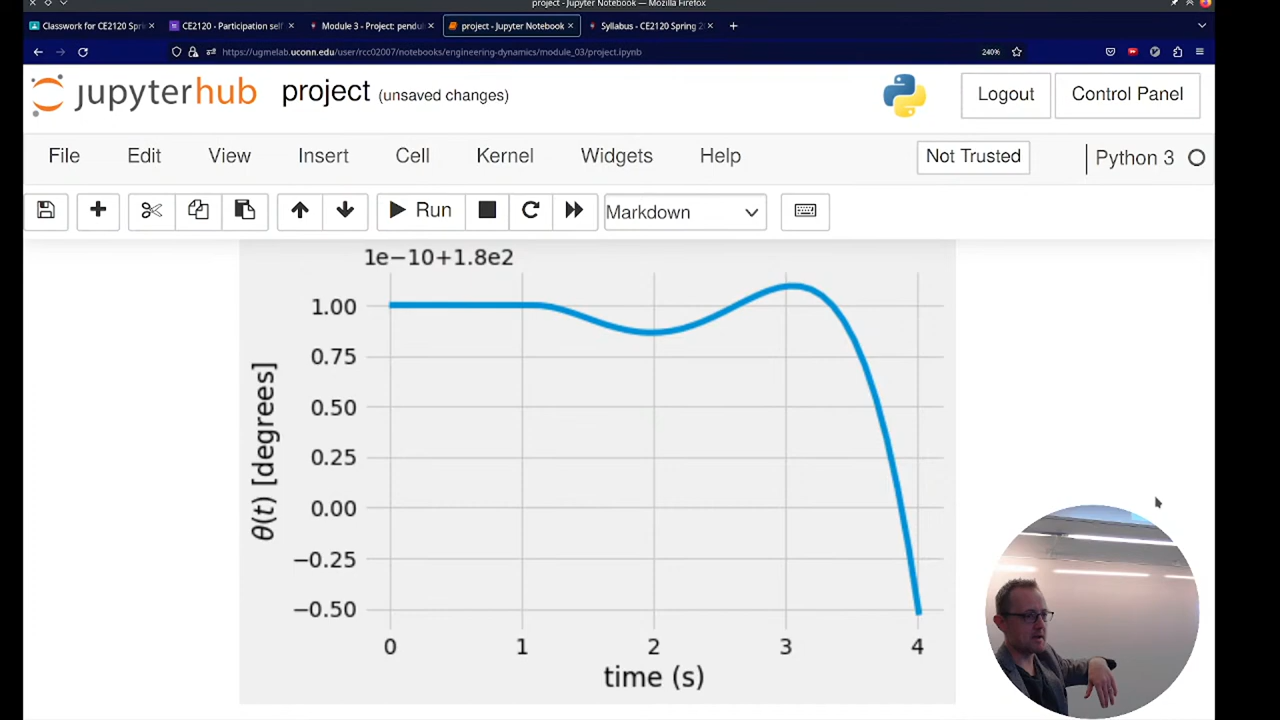 project - Jupyter Notebook — Mozilla Firefox
Classwork for CE2120 Spri
CE2120 - Participation self
Module 3 - Project: pendul
project - Jupyter Notebook
Syllabus - CE2120 Spring 2
https://ugmelab.uconn.edu/user/rcc02007/notebooks/engineering-dynamics/module_03/project.ipynb
240%
jupyterhub project (unsaved changes)
Logout
Control Panel
File Edit View Insert Cell Kernel Widgets Help
Not Trusted
Python 3
Run
Markdown
1e−10+1.8e2
1.00
0.75
0.50
0.25
0.00
−0.25
−0.50
θ(t) [degrees]
0 1 2 3 4
time (s)